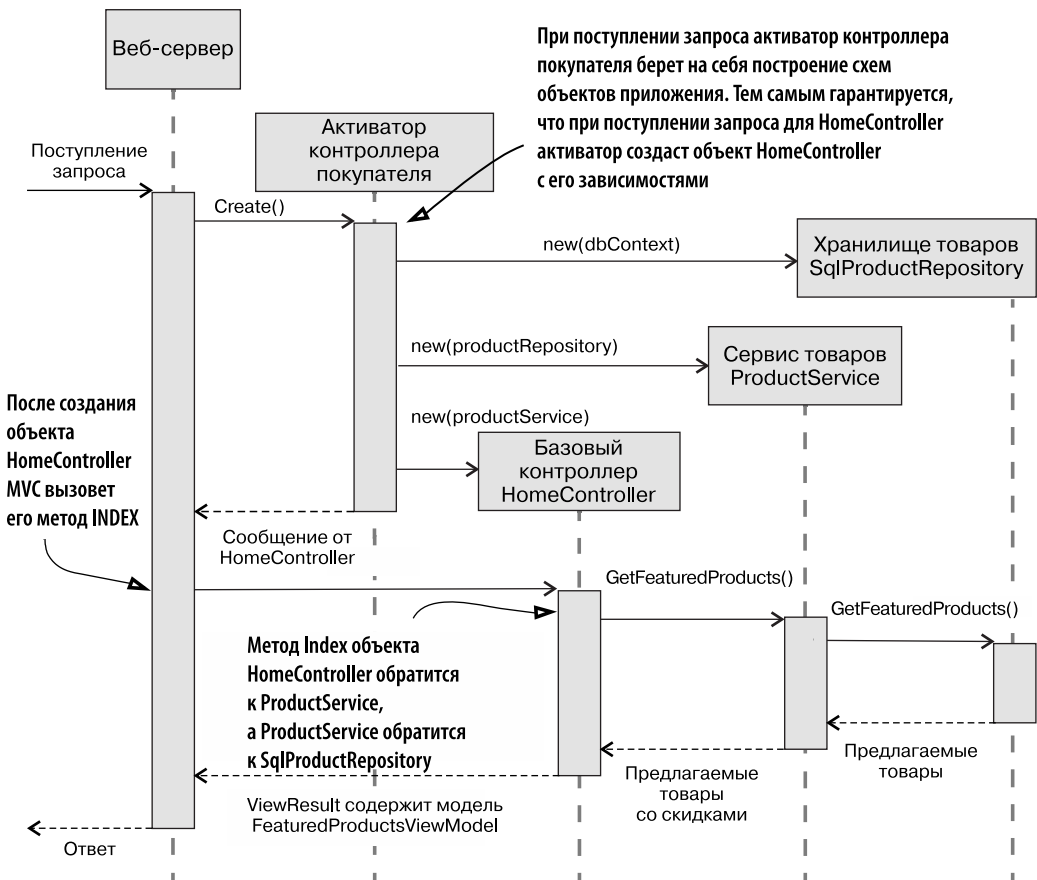 Веб-сервер
При поступлении запроса активатор контроллера
покупателя берет на себя построение схем
объектов приложения. Тем самым гарантируется,
что при поступлении запроса для HomeController
активатор создаст объект HomeController
с его зависимостями
Активатор
контроллера
покупателя
Поступление
запроса
Create()
new(dbContext)
Хранилище товаров
SqlProductRepository
new(productRepository)
Сервис товаров
ProductService
После создания
объекта
HomeController
MVC вызовет
его метод INDEX
new(productService)
Базовый
контроллер
HomeController
Сообщение от
HomeController
GetFeaturedProducts()
GetFeaturedProducts()
Метод Index объекта
HomeController обратится
к ProductService,
а ProductService обратится
к SqlProductRepository
Предлагаемые
товары
Предлагаемые
товары
со скидками
ViewResult содержит модель
FeaturedProductsViewModel
Ответ